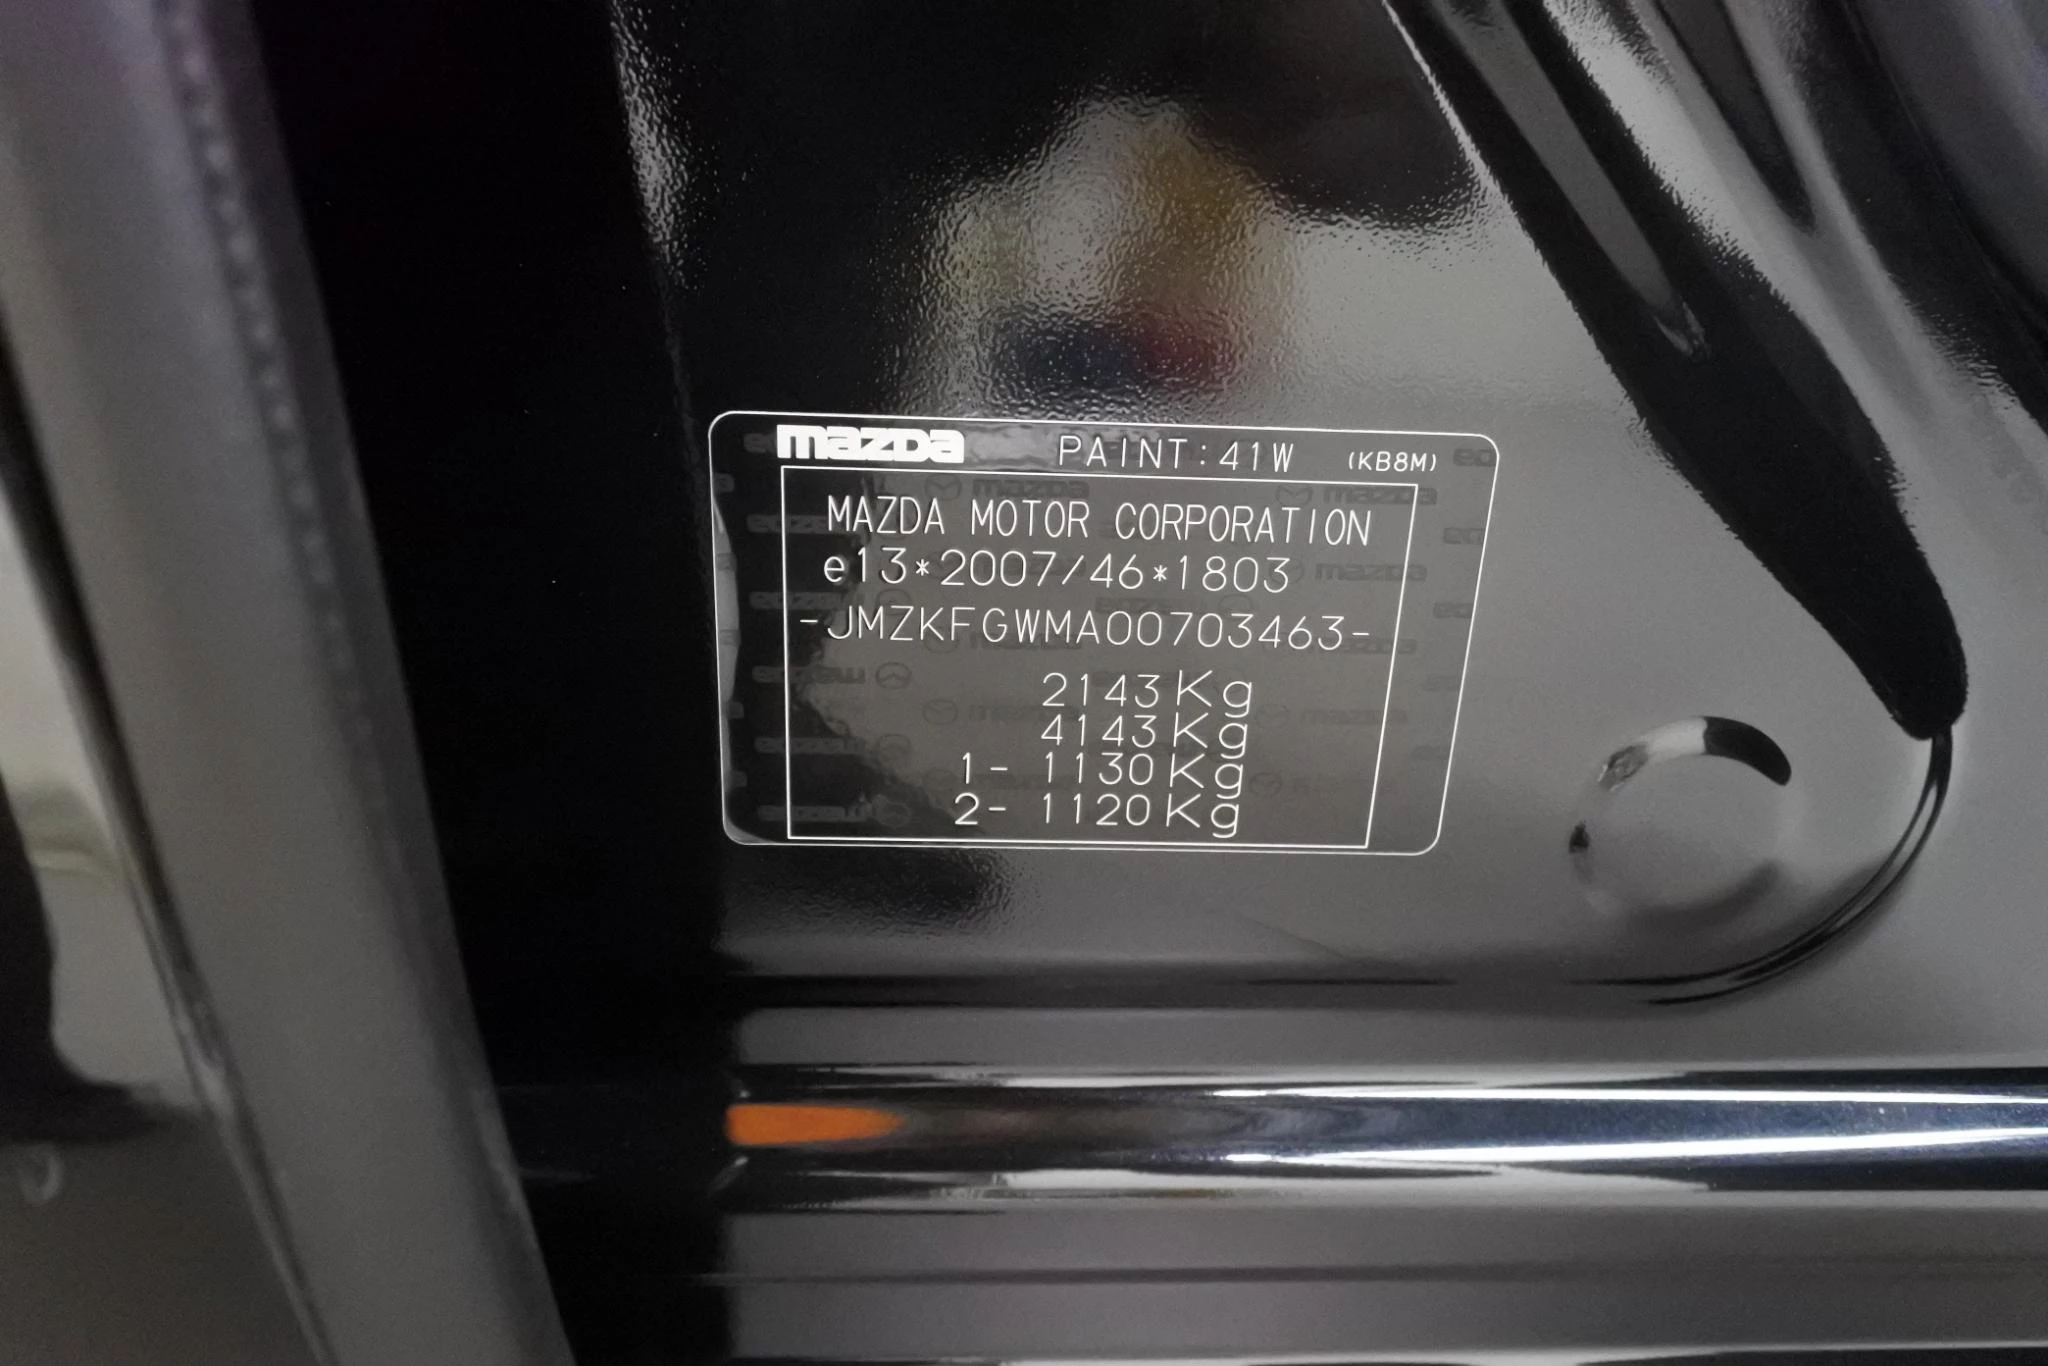 mazda PAINT:41W (KB8M)
MAZDA MOTOR CORPORATION
e13*2007/46*1803
-JMZKFGWMA00703463-
2143Kg
4143Kg
1- 1130Kg
2- 1120Kg